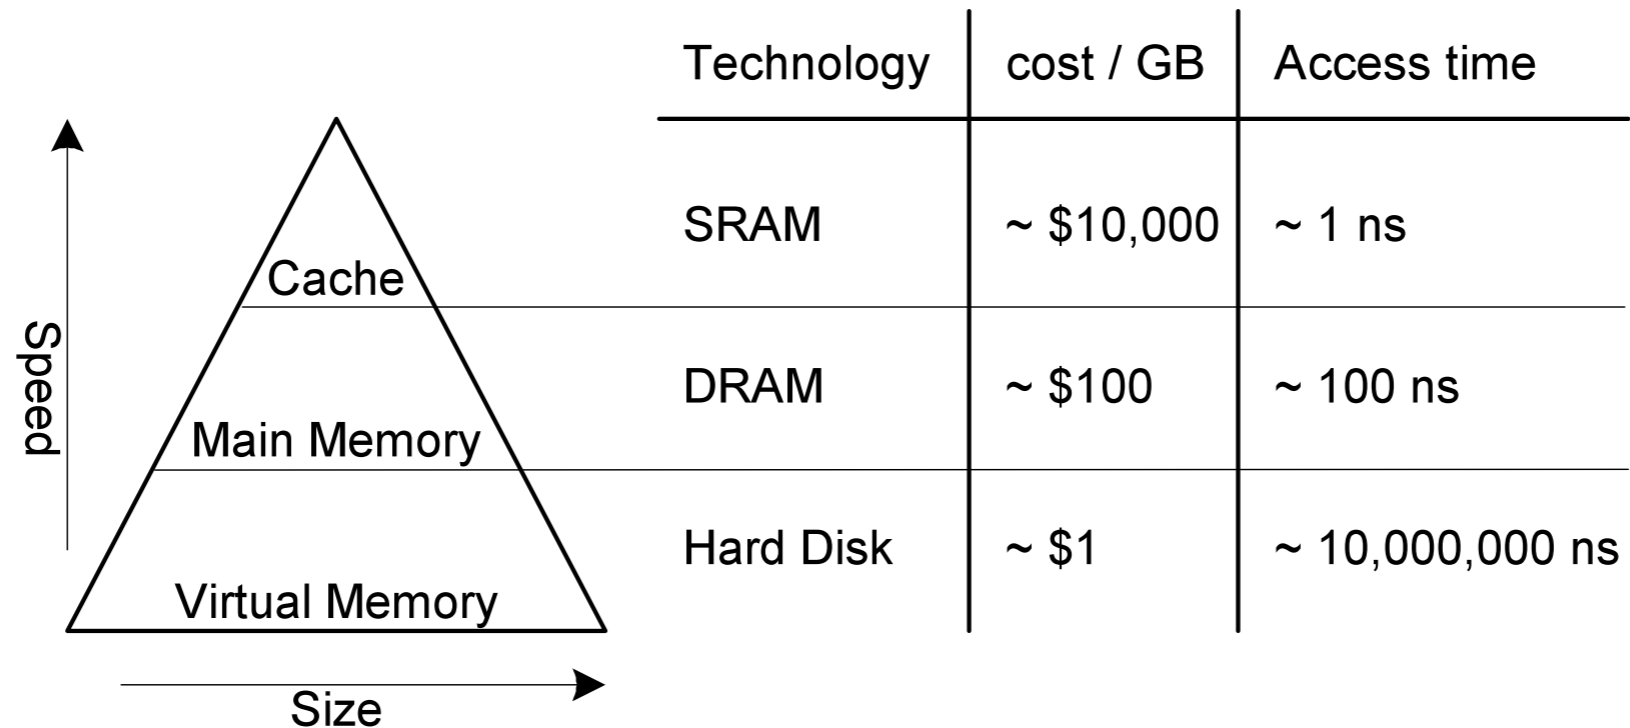 Technology cost / GB Access time
SRAM ~ $10,000 ~ 1 ns
Cache
DRAM ~ $100 ~ 100 ns
Main Memory
Hard Disk ~ $1 ~ 10,000,000 ns
Virtual Memory
Speed
Size